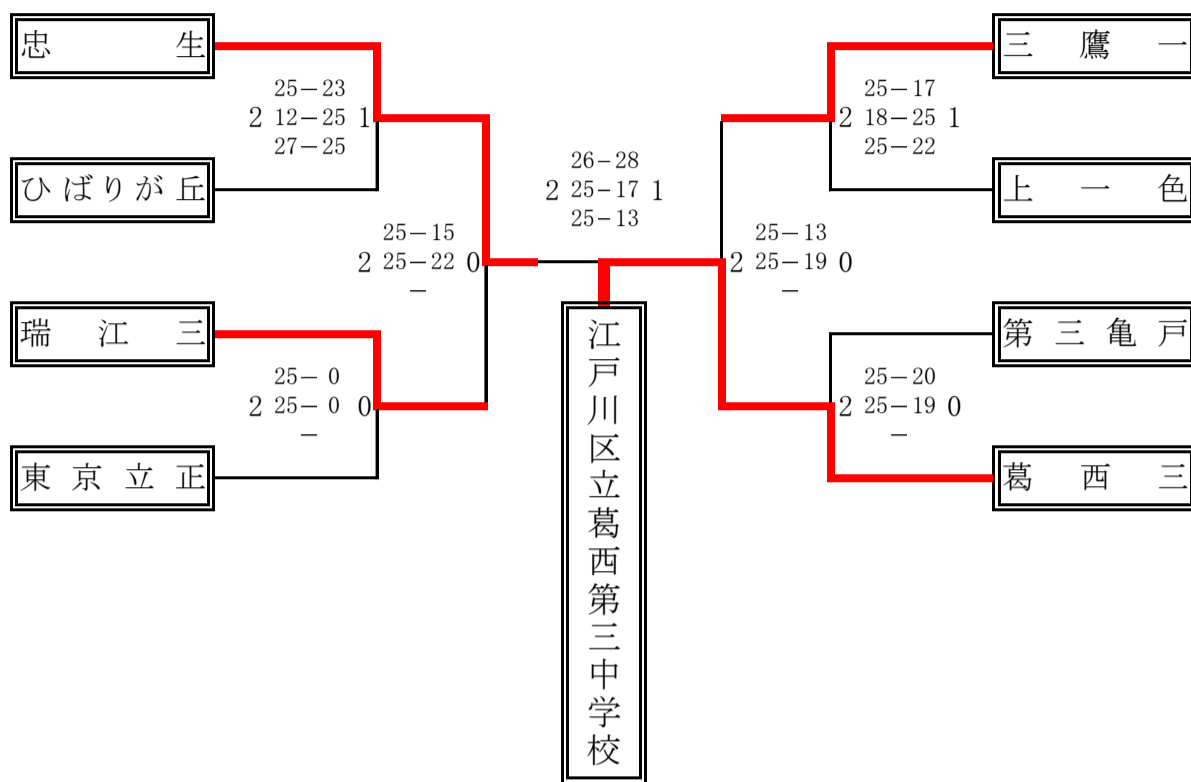 忠生
三鷹一
25－23
2 12－25 1
27－25
25－17
2 18－25 1
25－22
ひばりが丘
26－28
2 25－17 1
25－13
上一色
25－15
2 25－22 0
－
25－13
2 25－19 0
－
瑞江三
第三亀戸
25－0
2 25－0 0
－
25－20
2 25－19 0
－
東京立正
葛西三
江戸川区立葛西第三中学校